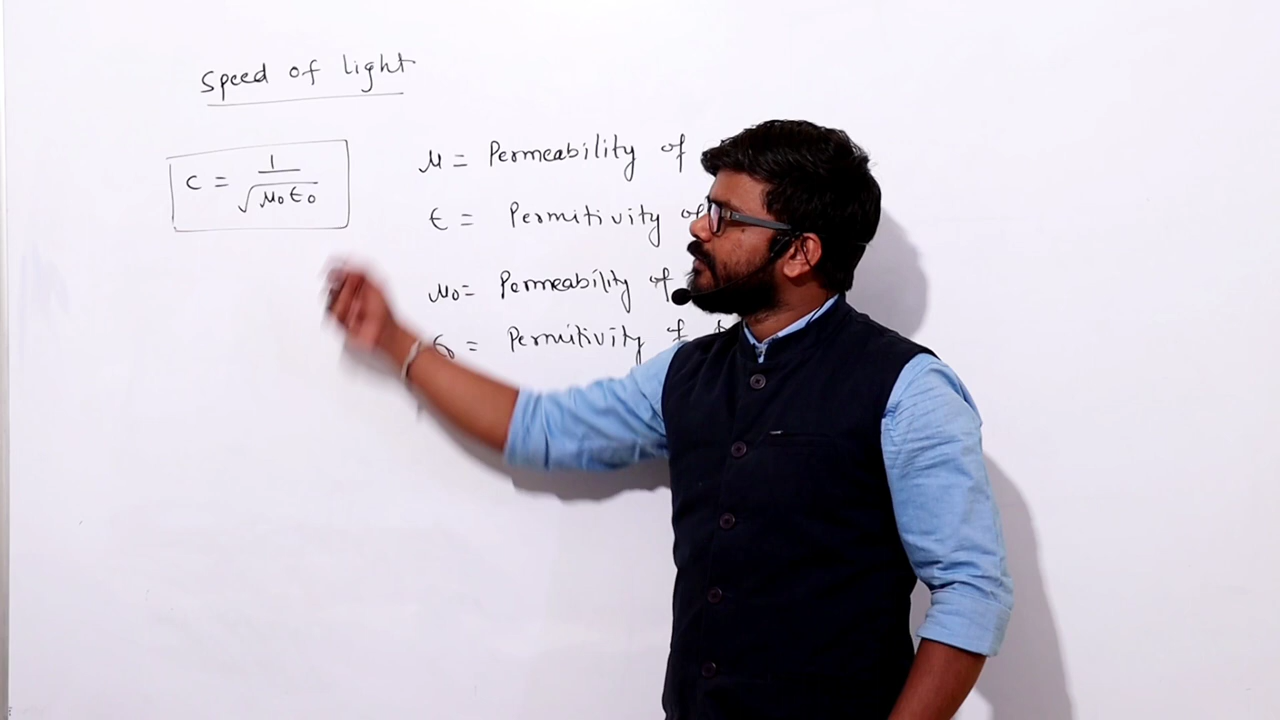 Speed of light
c = 1/√μ₀ε₀
μ = Permeability of
ε = Permitivity of
μ₀ = Permeability of
ε₀ = Permitivity of